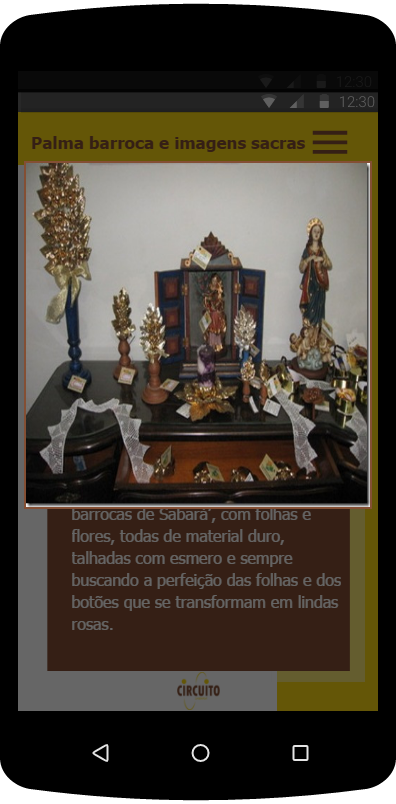 12:30
12:30
Palma barroca e imagens sacras
barrocas de Sabará', com folhas e
flores, todas de material duro,
talhadas com esmero e sempre
buscando a perfeição das folhas e dos
botões que se transformam em lindas
rosas.
CIRCUITO